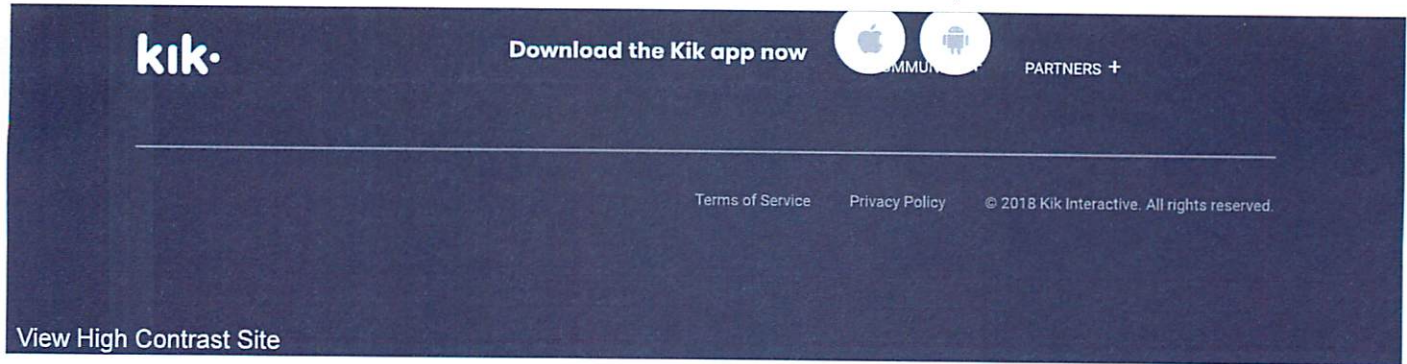 kik·
Download the Kik app now
PARTNERS +
Terms of Service Privacy Policy © 2018 Kik Interactive. All rights reserved.
View High Contrast Site